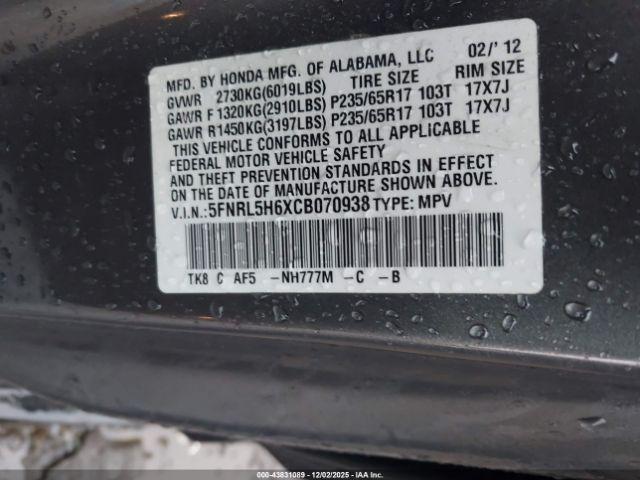 MFD. BY HONDA MFG. OF ALABAMA, LLC 02/'12
GVWR 2730KG(6019LBS) TIRE SIZE RIM SIZE
GAWR F 1320KG(2910LBS) P235/65R17 103T 17X7J
GAWR R1450KG(3197LBS) P235/65R17 103T 17X7J
THIS VEHICLE CONFORMS TO ALL APPLICABLE
FEDERAL MOTOR VEHICLE SAFETY
AND THEFT PREVENTION STANDARDS IN EFFECT
ON THE DATE OF MANUFACTURE SHOWN ABOVE.
V.I.N.:5FNRL5H6XCB070938 TYPE: MPV
TK8 C AF5 -NH777M -C -B
000-43831089 - 12/02/2025 - IAAI.COM